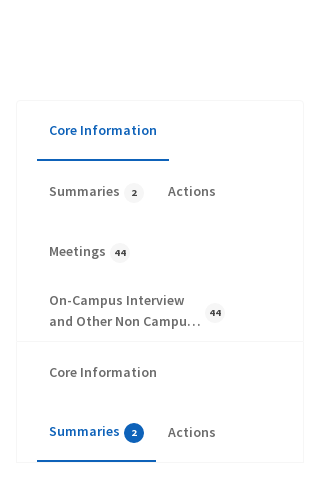 Core Information
Summaries 2 Actions
Meetings 44
On-Campus Interview
and Other Non Campu… 44
Core Information
Summaries 2 Actions